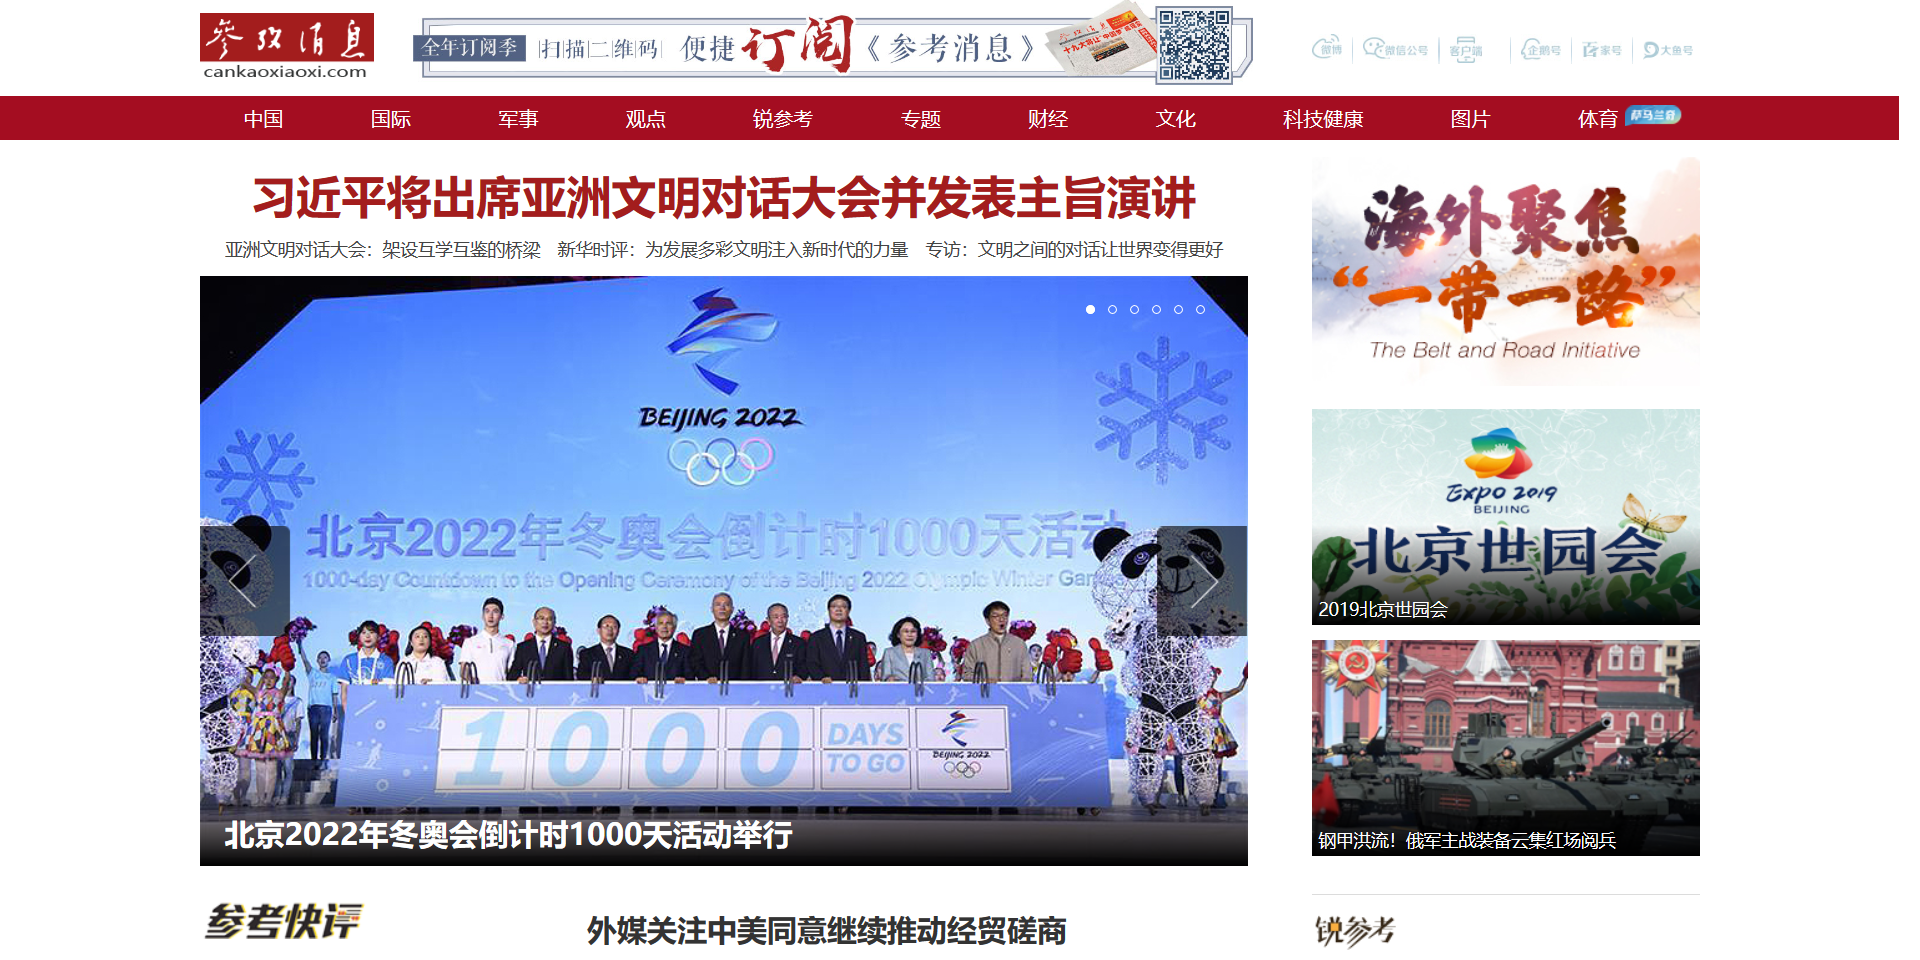 参攷消息
cankaoxiaoxi.com
全年订阅季 扫描二维码 便捷订阅《参考消息》
微博 微信公号 客户端 企鹅号 百家号 大鱼号
中国 国际 军事 观点 锐参考 专题 财经 文化 科技健康 图片 体育 萨马兰奇
习近平将出席亚洲文明对话大会并发表主旨演讲
亚洲文明对话大会：架设互学互鉴的桥梁 新华时评：为发展多彩文明注入新时代的力量 专访：文明之间的对话让世界变得更好
BEIJING 2022
北京2022年冬奥会倒计时1000天活动
1000-day Countdown to the Opening Ceremony of the Beijing 2022 Olympic Winter Games
1000 DAYS TO GO
BEIJING 2022
北京2022年冬奥会倒计时1000天活动举行
海外聚焦
“一带一路”
The Belt and Road Initiative
EXPO 2019
BEIJING
北京世园会
2019北京世园会
钢甲洪流！俄军主战装备云集红场阅兵
参考快评
外媒关注中美同意继续推动经贸磋商
锐参考